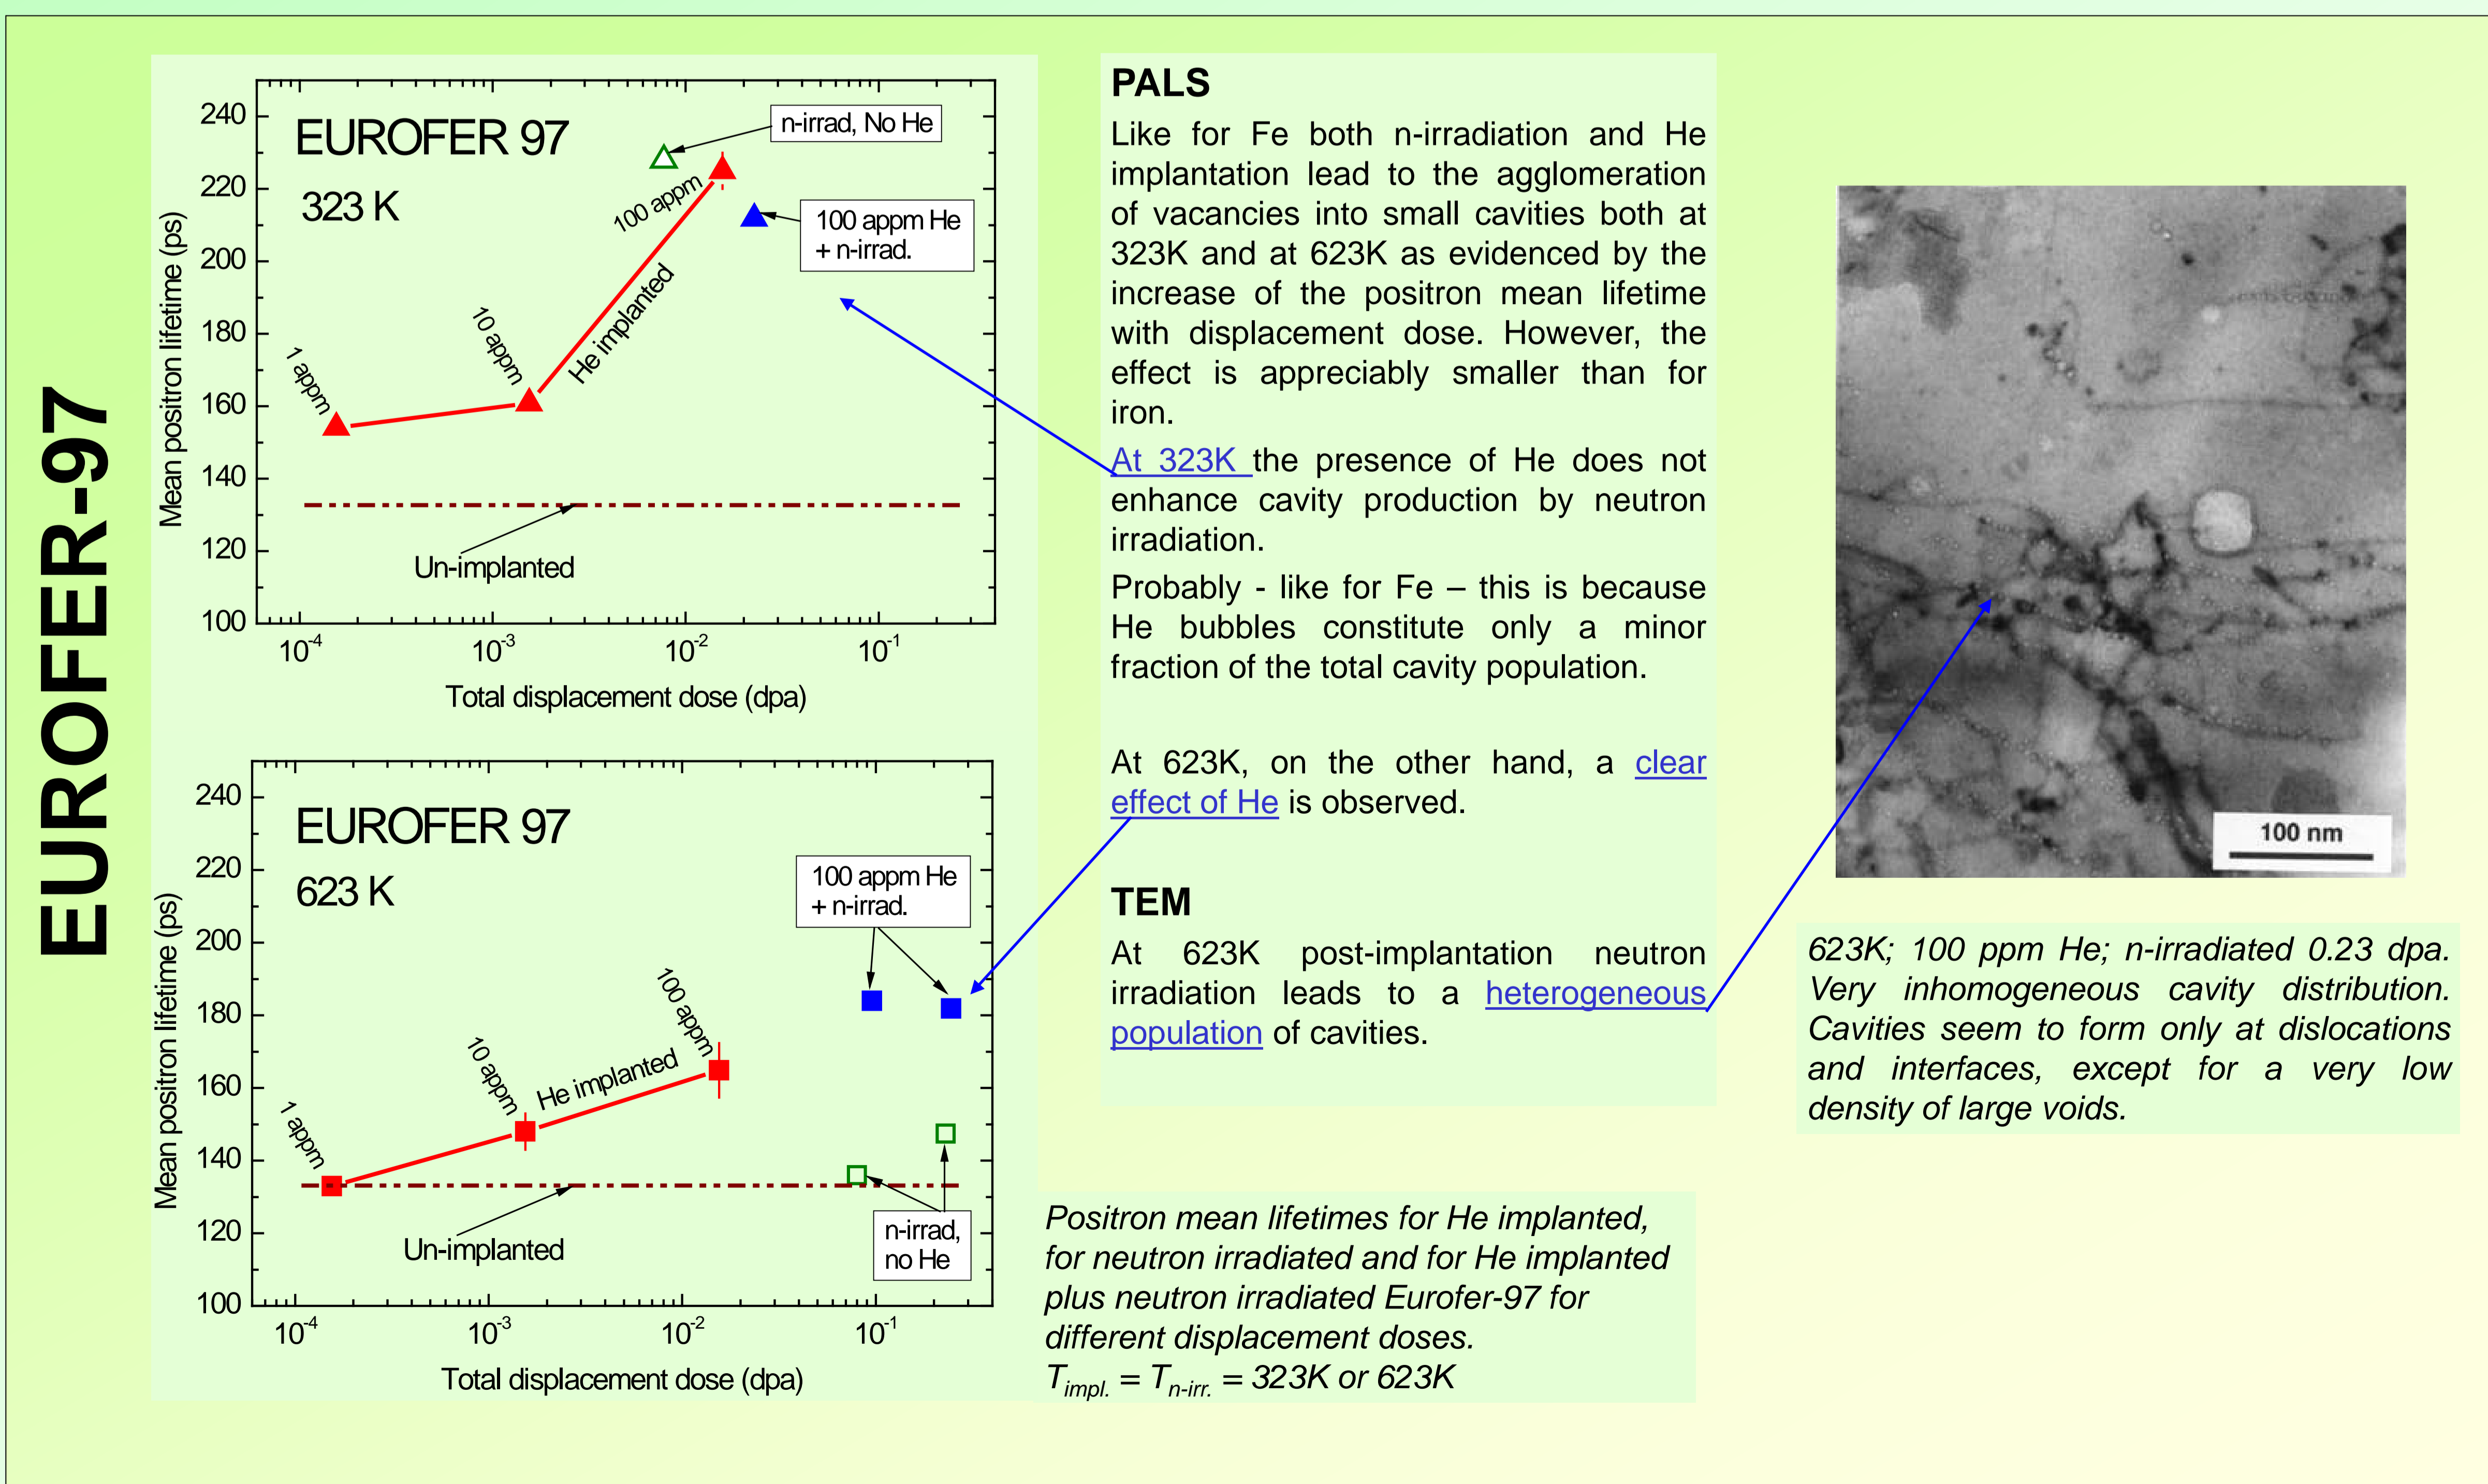 EUROFER-97
240
220
200
180
160
140
120
100
Mean positron lifetime (ps)
EUROFER 97
323 K
n-irrad, No He
100 appm
100 appm He
+ n-irrad.
He implanted
10 appm
1 appm
Un-implanted
10-4
10-3
10-2
10-1
Total displacement dose (dpa)
240
220
200
180
160
140
120
100
Mean positron lifetime (ps)
EUROFER 97
623 K
100 appm He
+ n-irrad.
100 appm
He implanted
10 appm
1 appm
Un-implanted
n-irrad,
no He
10-4
10-3
10-2
10-1
Total displacement dose (dpa)
PALS
Like for Fe both n-irradiation and He
implantation lead to the agglomeration
of vacancies into small cavities both at
323K and at 623K as evidenced by the
increase of the positron mean lifetime
with displacement dose. However, the
effect is appreciably smaller than for
iron.
At 323K the presence of He does not
enhance cavity production by neutron
irradiation.
Probably - like for Fe – this is because
He bubbles constitute only a minor
fraction of the total cavity population.
At 623K, on the other hand, a clear
effect of He is observed.
TEM
At 623K post-implantation neutron
irradiation leads to a heterogeneous
population of cavities.
Positron mean lifetimes for He implanted,
for neutron irradiated and for He implanted
plus neutron irradiated Eurofer-97 for
different displacement doses.
Timpl. = Tn-irr. = 323K or 623K
100 nm
623K; 100 ppm He; n-irradiated 0.23 dpa.
Very inhomogeneous cavity distribution.
Cavities seem to form only at dislocations
and interfaces, except for a very low
density of large voids.